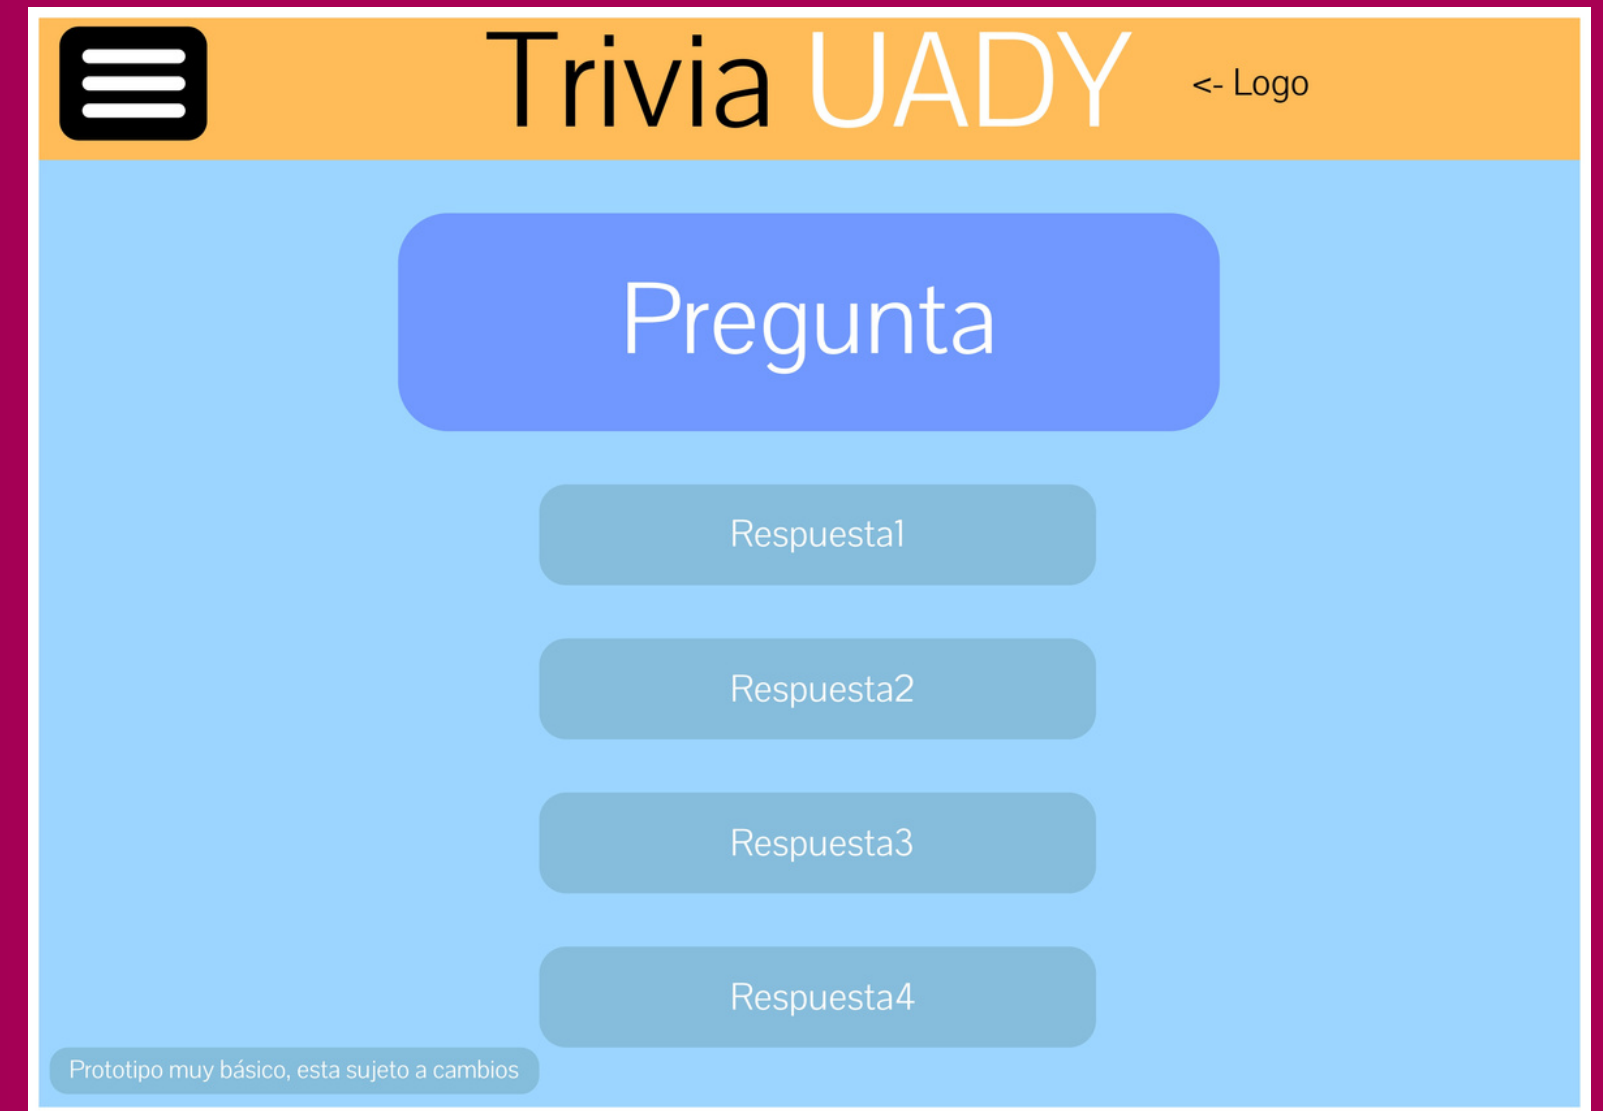 Trivia UADY <- Logo
Pregunta
Respuesta1
Respuesta2
Respuesta3
Respuesta4
Prototipo muy básico, esta sujeto a cambios